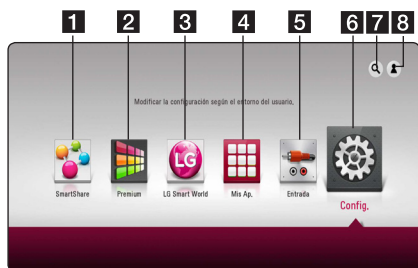 1 2 3 4 5 6 7 8
Modificar la configuración según el entorno del usuario.
LG
SmartShare Premium LG Smart World Mis Ap. Entrada Config.